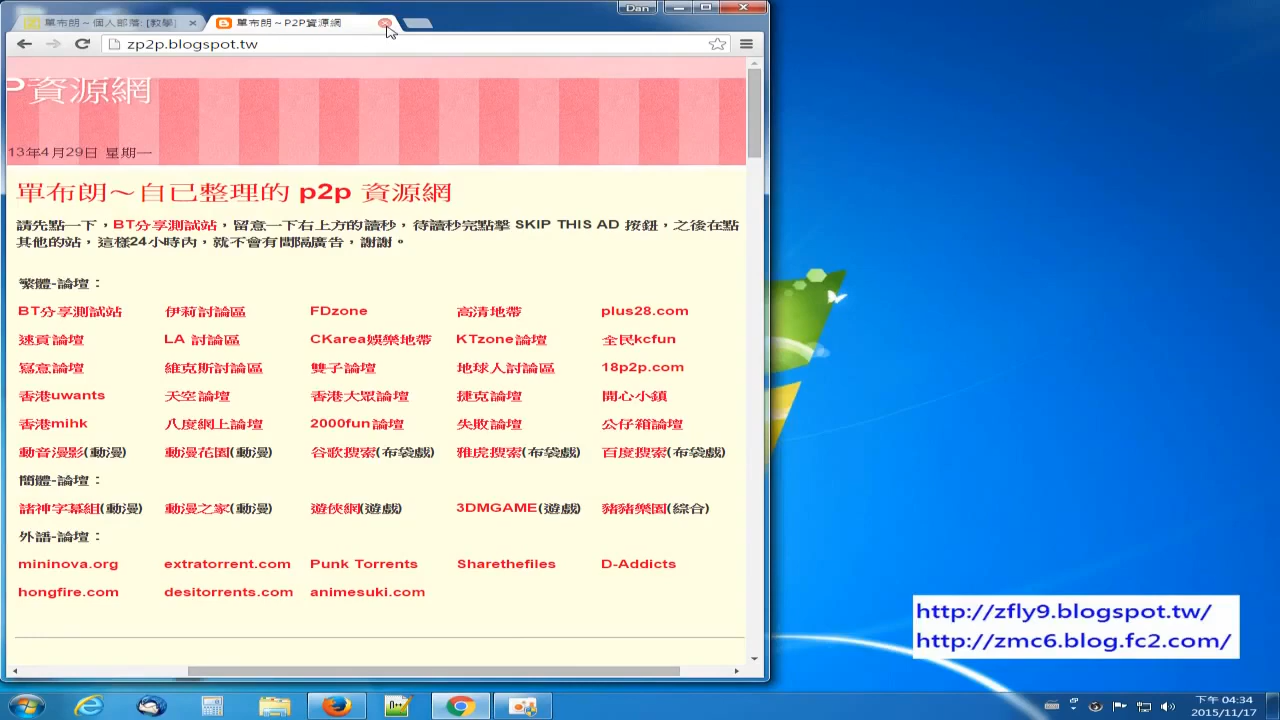 Dan
單布朗～個人部落: [教學]
單布朗～P2P資源網
zp2p.blogspot.tw
P資源網
13年4月29日 星期一
單布朗～自已整理的 p2p 資源網
請先點一下，BT分享測試站，留意一下右上方的讀秒，待讀秒完點擊 SKIP THIS AD 按鈕，之後在點
其他的站，這樣24小時內，就不會有間隔廣告，謝謝。
繁體-論壇：
BT分享測試站 伊莉討論區 FDzone 高清地帶 plus28.com
速貢論壇 LA 討論區 CKarea娛樂地帶 KTzone論壇 全民kcfun
寫意論壇 維克斯討論區 雙子論壇 地球人討論區 18p2p.com
香港uwants 天空論壇 香港大眾論壇 捷克論壇 開心小鎮
香港mihk 八度網上論壇 2000fun論壇 失敗論壇 公仔箱論壇
動音漫影(動漫) 動漫花園(動漫) 谷歌搜索(布袋戲) 雅虎搜索(布袋戲) 百度搜索(布袋戲)
簡體-論壇：
諸神字幕組(動漫) 動漫之家(動漫) 遊俠網(遊戲) 3DMGAME(遊戲) 豬豬樂園(綜合)
外語-論壇：
mininova.org extratorrent.com Punk Torrents Sharethefiles D-Addicts
hongfire.com desitorrents.com animesuki.com
http://zfly9.blogspot.tw/
http://zmc6.blog.fc2.com/
下午 04:34
2015/11/17